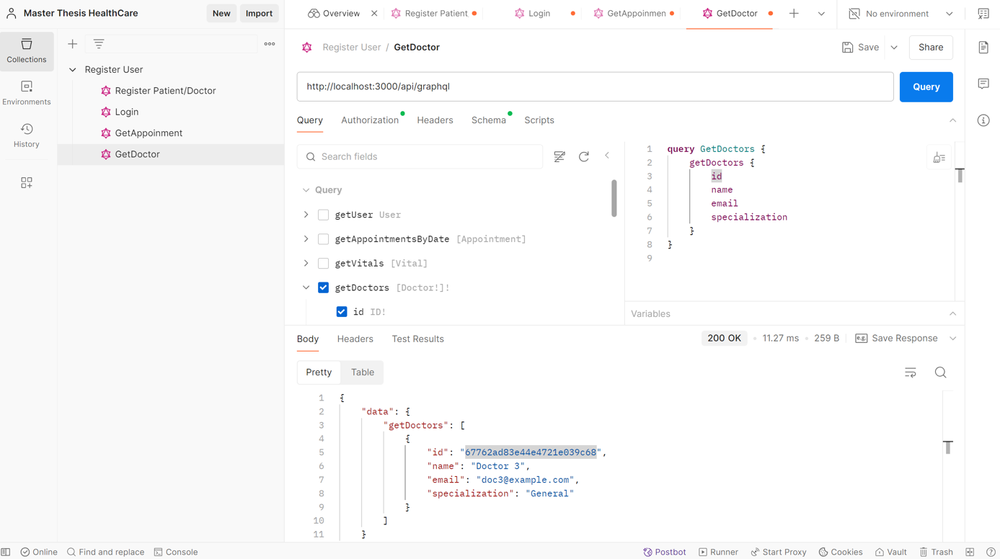 Master Thesis HealthCare
New
Import
Overview
Register Patient
Login
GetAppoinmen
GetDoctor
No environment
Collections
Environments
History
Register User
Register Patient/Doctor
Login
GetAppoinment
GetDoctor
Register User / GetDoctor
Save
Share
http://localhost:3000/api/graphql
Query
Query
Authorization
Headers
Schema
Scripts
Search fields
Query
getUser User
getAppointmentsByDate [Appointment]
getVitals [Vital]
getDoctors [Doctor!]!
id ID!
1 query GetDoctors {
2 getDoctors {
3 id
4 name
5 email
6 specialization
7 }
8 }
9
Variables
Body
Headers
Test Results
200 OK
11.27 ms
259 B
e.g.
Save Response
Pretty
Table
1 {
2 "data": {
3 "getDoctors": [
4 {
5 "id": "67762ad83e44e4721e039c68",
6 "name": "Doctor 3",
7 "email": "doc3@example.com",
8 "specialization": "General"
9 }
10 ]
11 }
Online
Find and replace
Console
Postbot
Runner
Start Proxy
Cookies
Vault
Trash